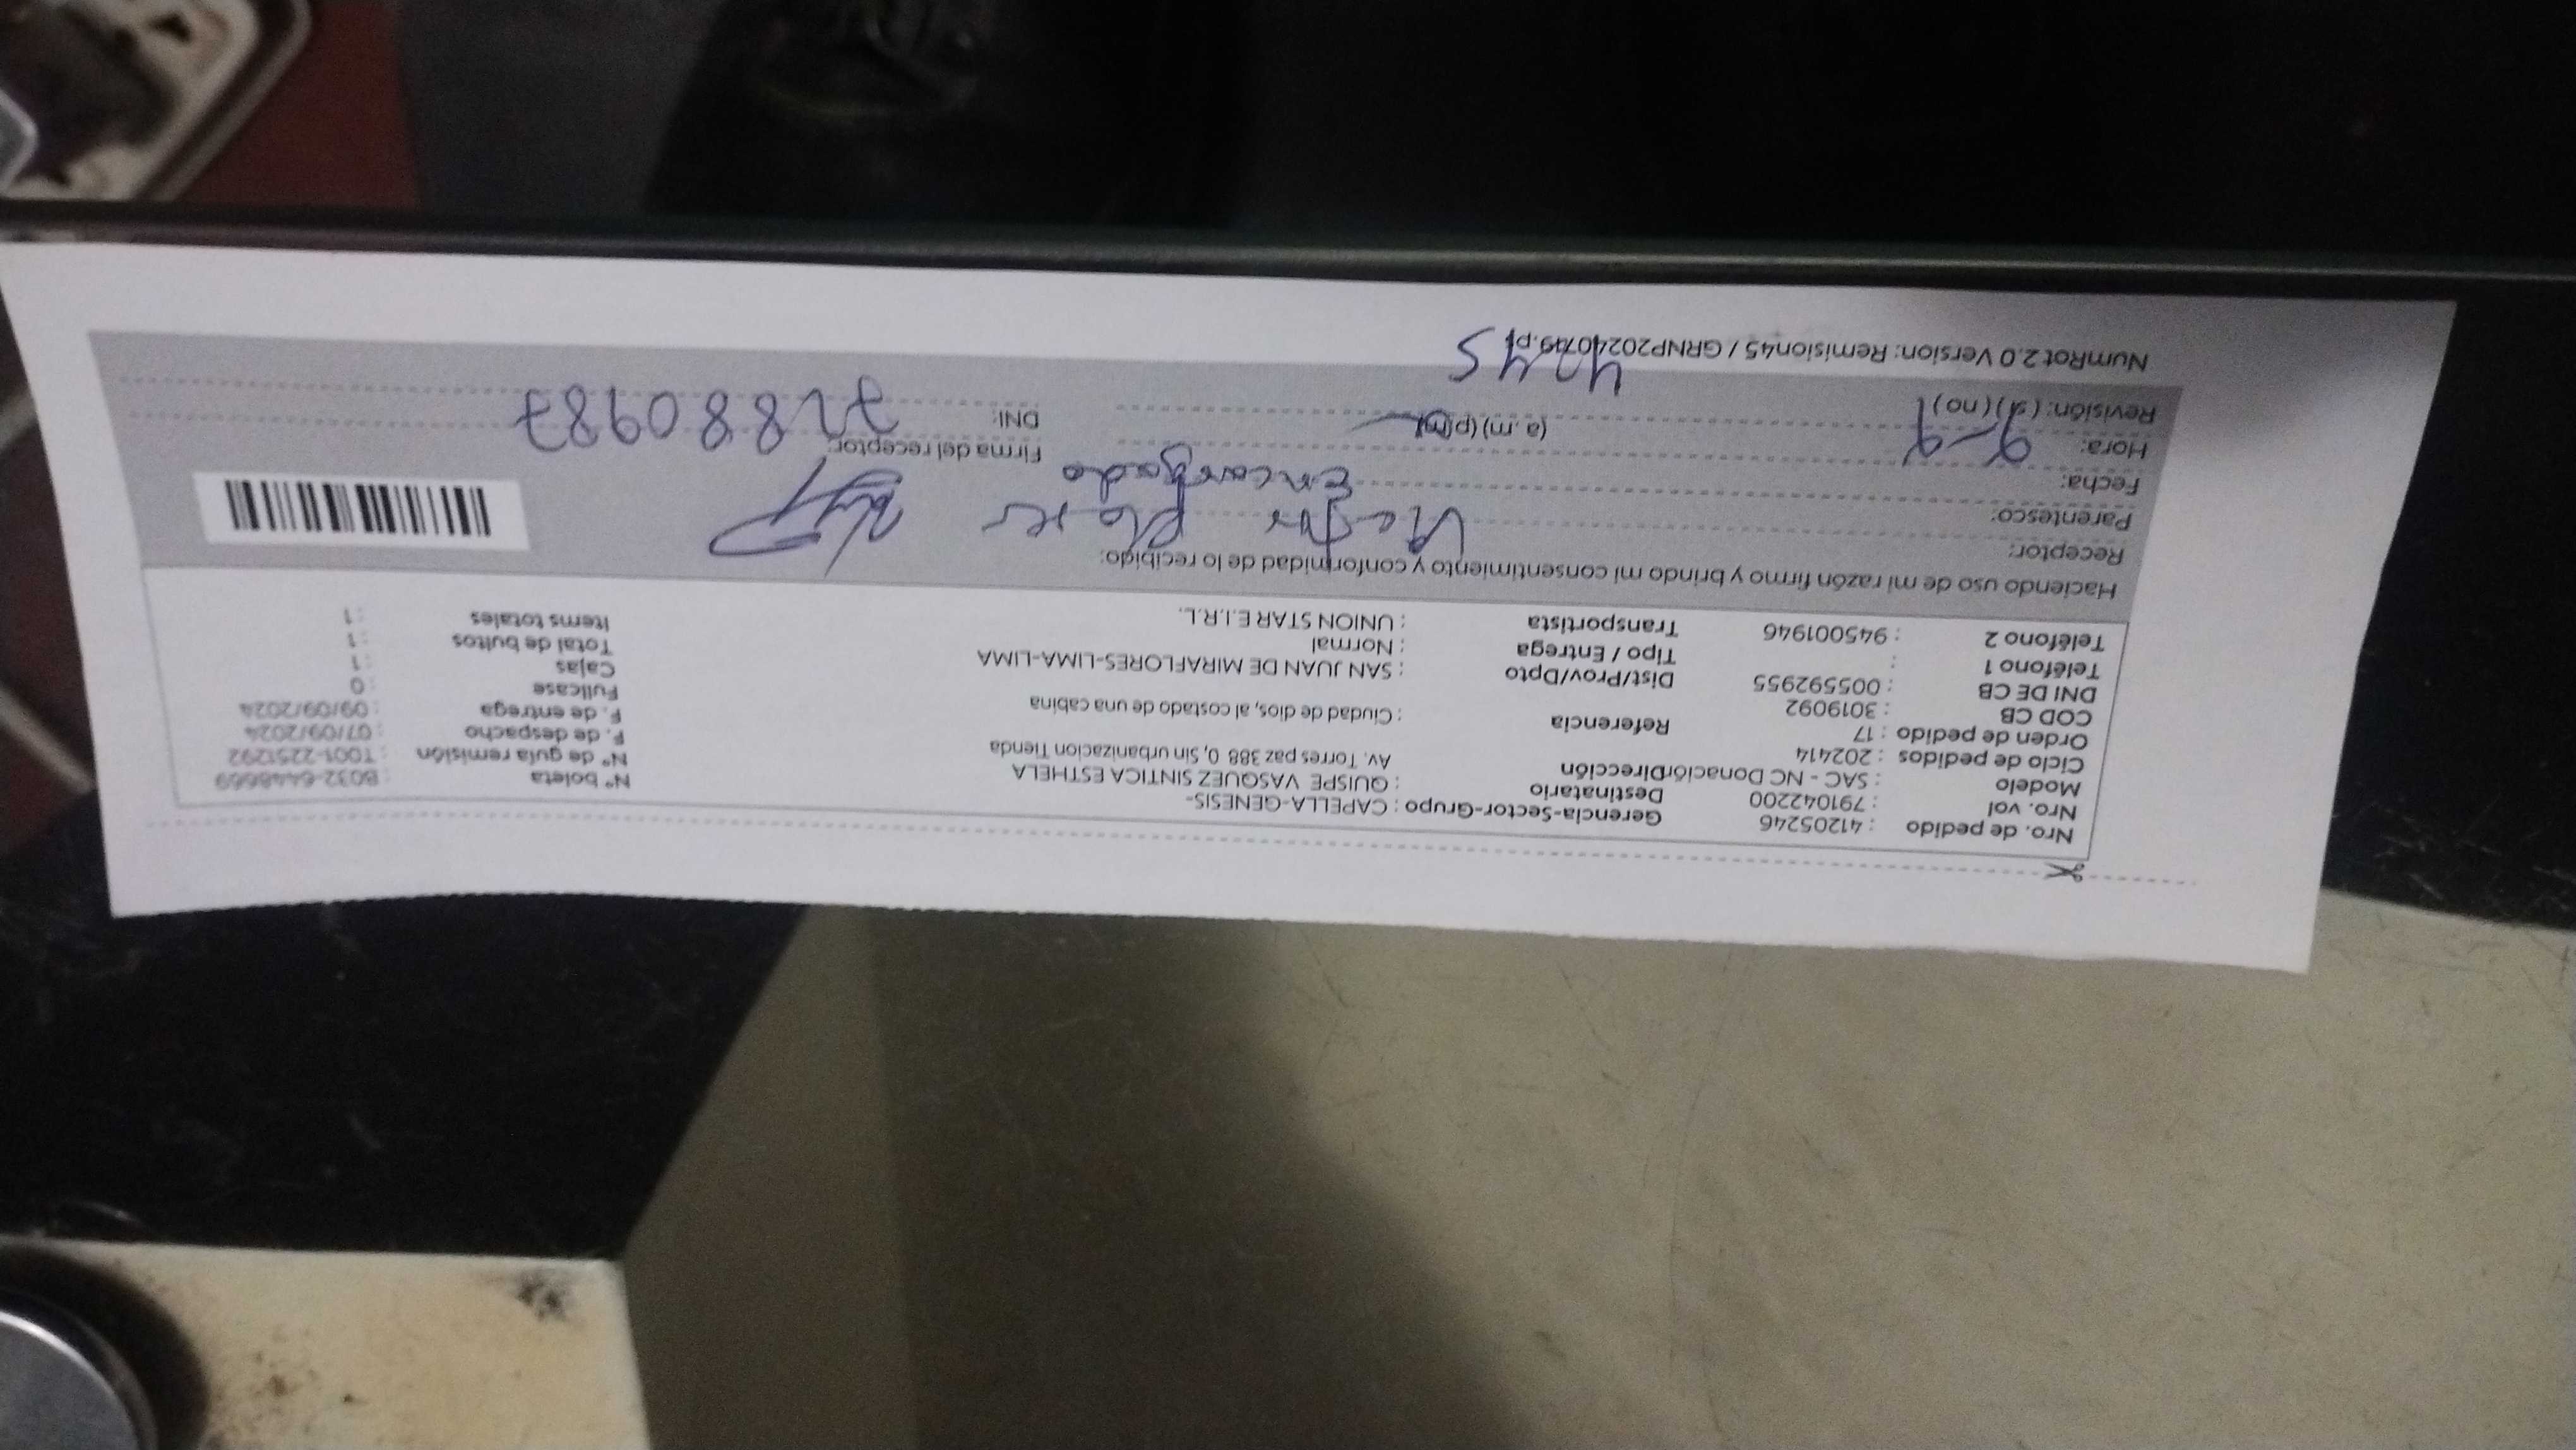 Nro. de pedido : 41205246 Gerencia-Sector-Grupo : CAPELLA-GENESIS- Nº boleta : B032-6448669
Nro. vol : 791042200 Destinatario : QUISPE VASQUEZ SINTICA ESTHELA Nº de guía remisión : T001-2251292
Modelo : SAC - NC Donación Dirección Av. Torres paz 388 0, Sin urbanizacion Tienda F. de despacho : 07/09/2024
Ciclo de pedidos : 202414 Referencia : Ciudad de dios, al costado de una cabina F. de entrega : 09/09/2024
Orden de pedido : 17 Dist/Prov/Dpto : SAN JUAN DE MIRAFLORES-LIMA-LIMA Fullcase : 0
COD CB : 3019092 Tipo / Entrega : Normal Cajas : 1
DNI DE CB : 005592955 Transportista : UNION STAR E.I.R.L. Total de bultos : 1
Teléfono 1 : Items totales : 1
Teléfono 2 : 945001946
Haciendo uso de mi razón firmo y brindo mi consentimiento y conformidad de lo recibido:
Receptor:
Parentesco: Encargado
Fecha: 9-9
Hora: (a.m) (p.m) Firma del receptor:
Revisión: ( si ) ( no ) DNI: 71880987
NumRot 2.0 Version: Remision45 / GRNP20240719.pt
4245